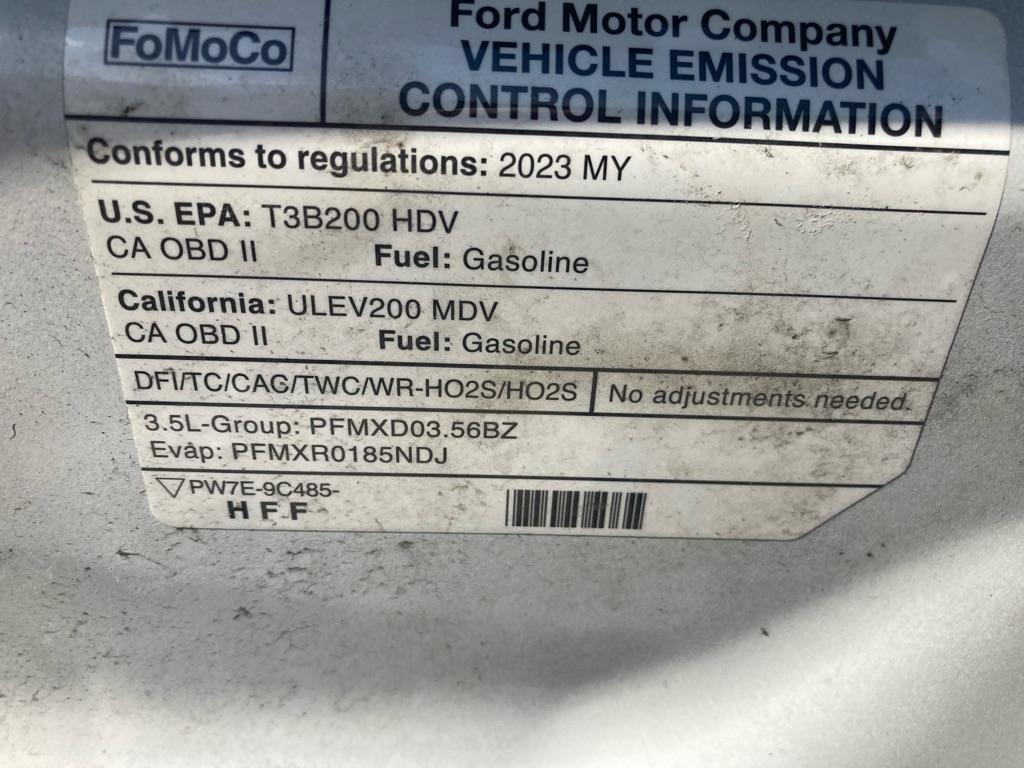 FoMoCo
Ford Motor Company
VEHICLE EMISSION
CONTROL INFORMATION
Conforms to regulations: 2023 MY
U.S. EPA: T3B200 HDV
CA OBD II Fuel: Gasoline
California: ULEV200 MDV
CA OBD II Fuel: Gasoline
DFI/TC/CAC/TWC/WR-HO2S/HO2S No adjustments needed.
3.5L-Group: PFMXD03.56BZ
Evap: PFMXR0185NDJ
PW7E-9C485-
HFF